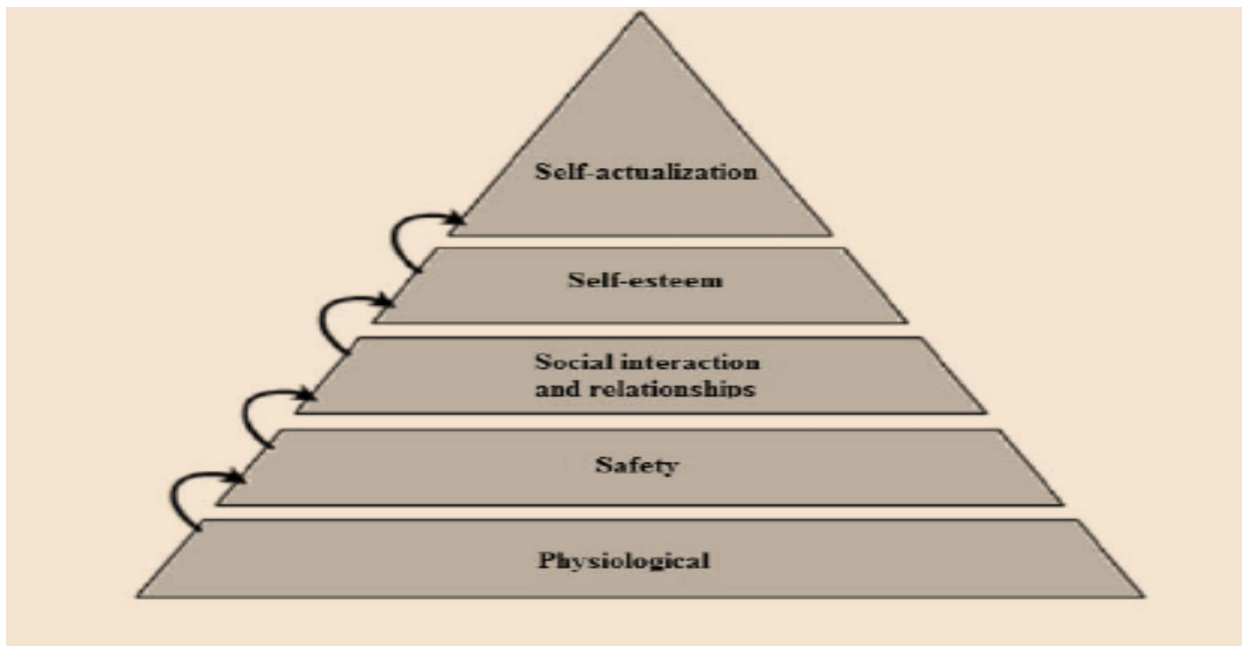 Self-actualization
Self-esteem
Social interaction
and relationships
Safety
Physiological